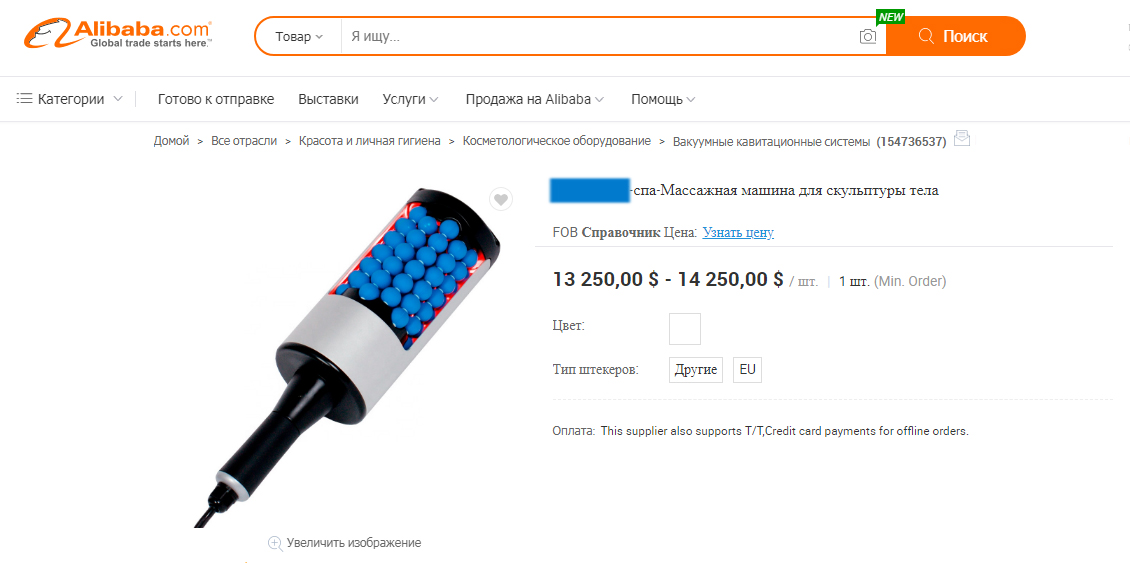 Alibaba.com
Global trade starts here.™
Товар
Я ищу...
NEW
Поиск
Категории
Готово к отправке
Выставки
Услуги
Продажа на Alibaba
Помощь
Домой > Все отрасли > Красота и личная гигиена > Косметологическое оборудование > Вакуумные кавитационные системы (154736537)
-спа-Массажная машина для скульптуры тела
FOB Справочник Цена: Узнать цену
13 250,00 $ - 14 250,00 $ / шт. | 1 шт. (Min. Order)
Цвет:
Тип штекеров: Другие EU
Оплата: This supplier also supports T/T,Credit card payments for offline orders.
Увеличить изображение